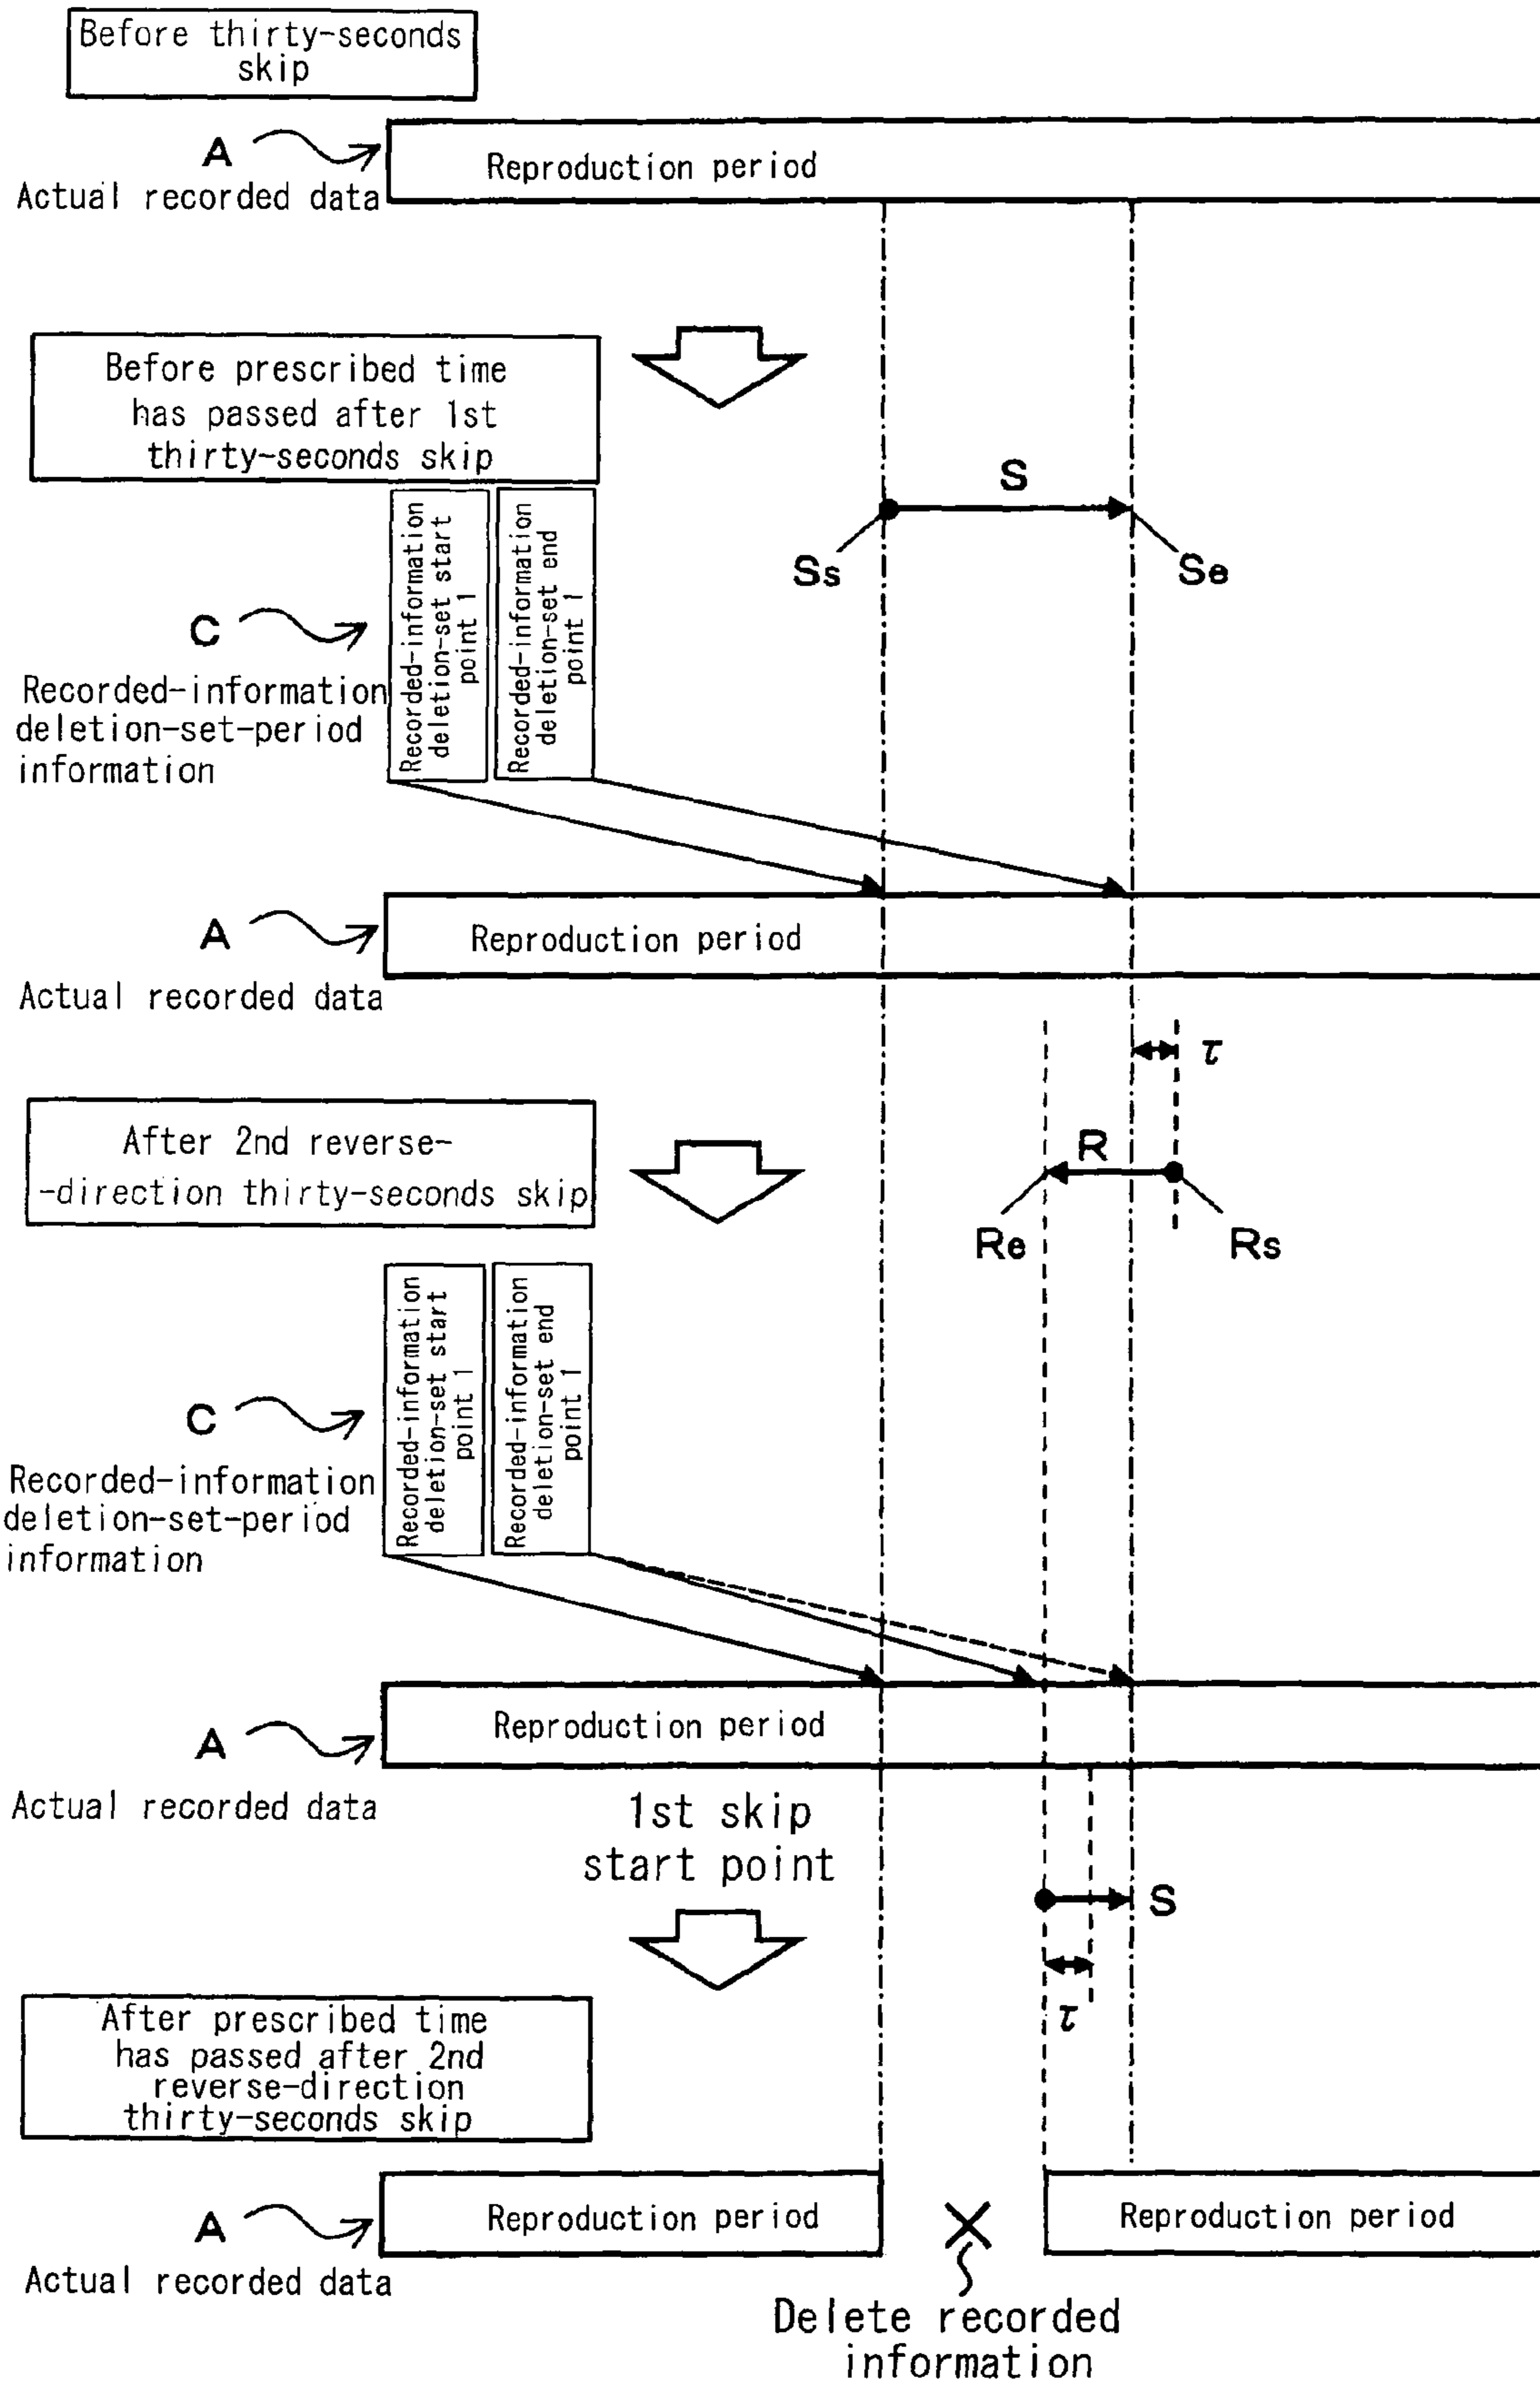 Before thirty-seconds
skip
A
Actual recorded data
Reproduction period
Before prescribed time
has passed after 1st
thirty-seconds skip
S
Ss
Se
Recorded-information
deletion-set start
point 1
Recorded-information
deletion-set end
point 1
C
Recorded-information
deletion-set-period
information
A
Reproduction period
Actual recorded data
τ
After 2nd reverse-
-direction thirty-seconds skip
R
Re
Rs
Recorded-information
deletion-set start
point 1
Recorded-information
deletion-set end
point 1
C
Recorded-information
deletion-set-period
information
A
Reproduction period
Actual recorded data
1st skip
start point
S
τ
After prescribed time
has passed after 2nd
reverse-direction
thirty-seconds skip
A
Reproduction period
Reproduction period
Actual recorded data
Delete recorded
information